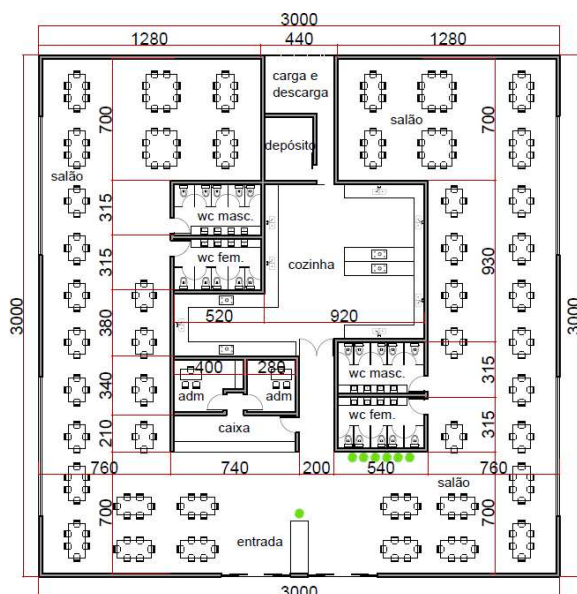 3000
1280 440 1280
carga e
descarga
700
depósito
salão
700
salão
315
wc masc.
315
wc fem.
cozinha
930
3000
3000
520 920
380
400 280
wc masc.
315
340
adm adm
wc fem.
315
caixa
210
760 740 200 540 760
salão
700
entrada
700
3000